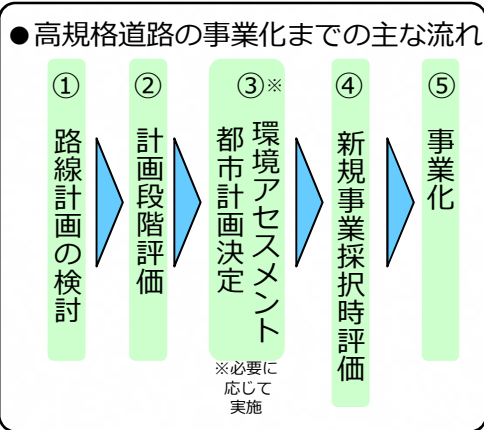 ●高規格道路の事業化までの主な流れ
①
路線計画の検討
②
計画段階評価
③※
環境アセスメント
都市計画決定
※必要に
応じて
実施
④
新規事業採択時評価
⑤
事業化